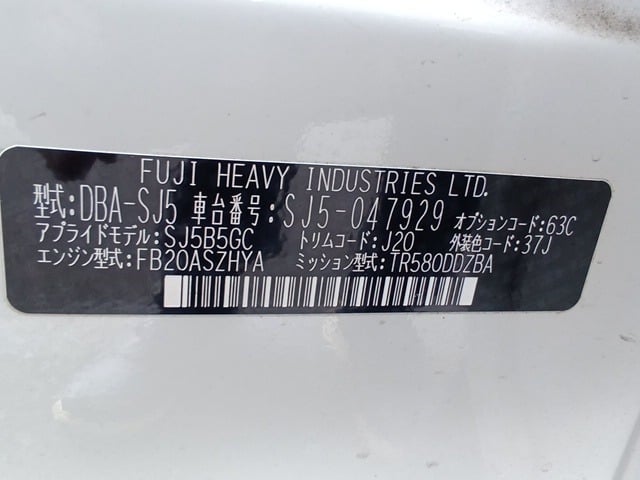 FUJI HEAVY INDUSTRIES LTD.
型式:DBA-SJ5 車台番号:SJ5-047929 オプションコード:63C
アプライドモデル:SJ5B5GC トリムコード:J20 外装色コード:37J
エンジン型式:FB20ASZHYA ミッション型式:TR580DDZBA